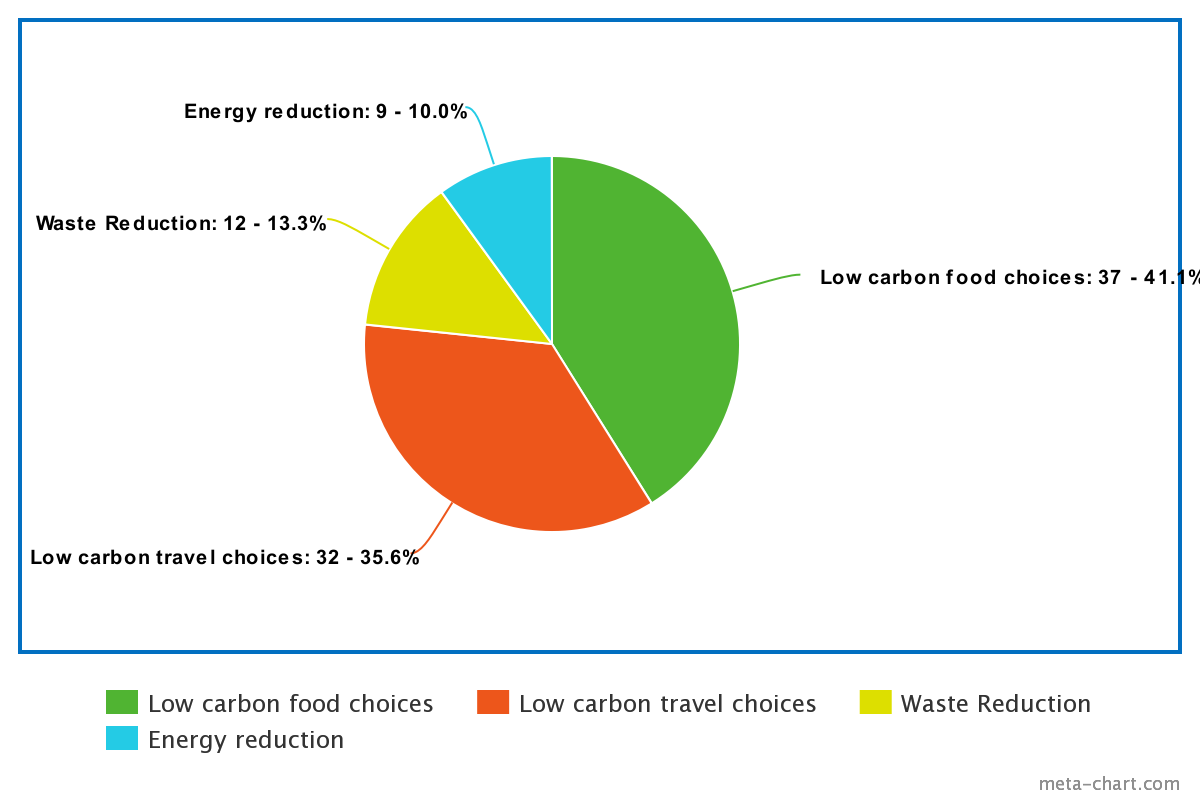 Energy reduction: 9 - 10.0%
Waste Reduction: 12 - 13.3%
Low carbon food choices: 37 - 41.1%
Low carbon travel choices: 32 - 35.6%
Low carbon food choices
Low carbon travel choices
Waste Reduction
Energy reduction
meta-chart.com